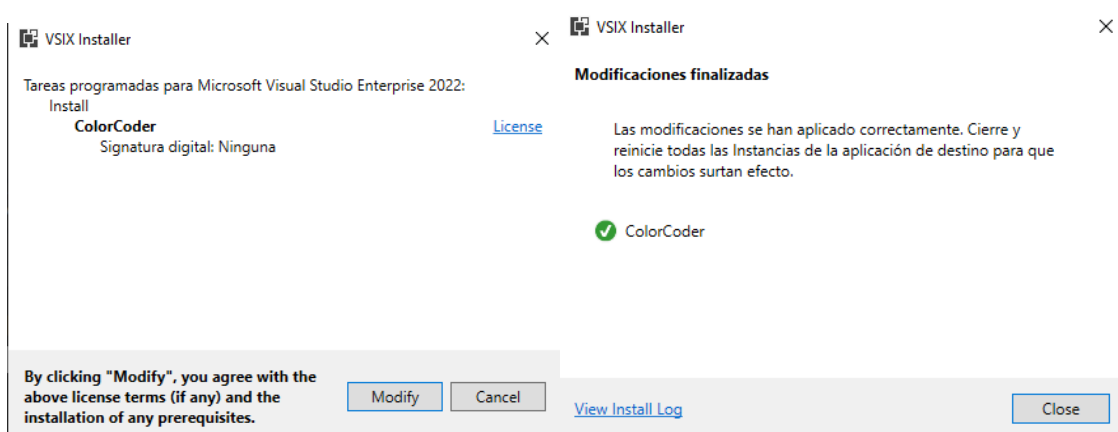 VSIX Installer
Tareas programadas para Microsoft Visual Studio Enterprise 2022:
Install
ColorCoder License
Signatura digital: Ninguna
By clicking "Modify", you agree with the
above license terms (if any) and the
installation of any prerequisites.
Modify Cancel
VSIX Installer
Modificaciones finalizadas
Las modificaciones se han aplicado correctamente. Cierre y
reinicie todas las Instancias de la aplicación de destino para que
los cambios surtan efecto.
ColorCoder
View Install Log Close